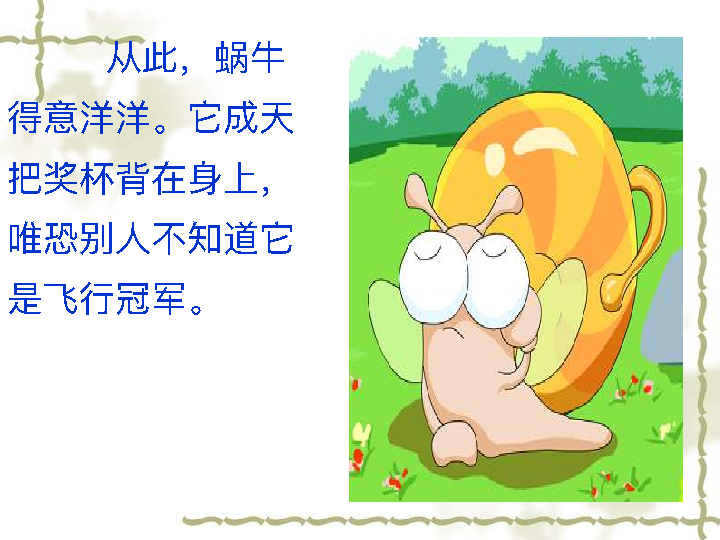 从此，蜗牛
得意洋洋。它成天
把奖杯背在身上，
唯恐别人不知道它
是飞行冠军。